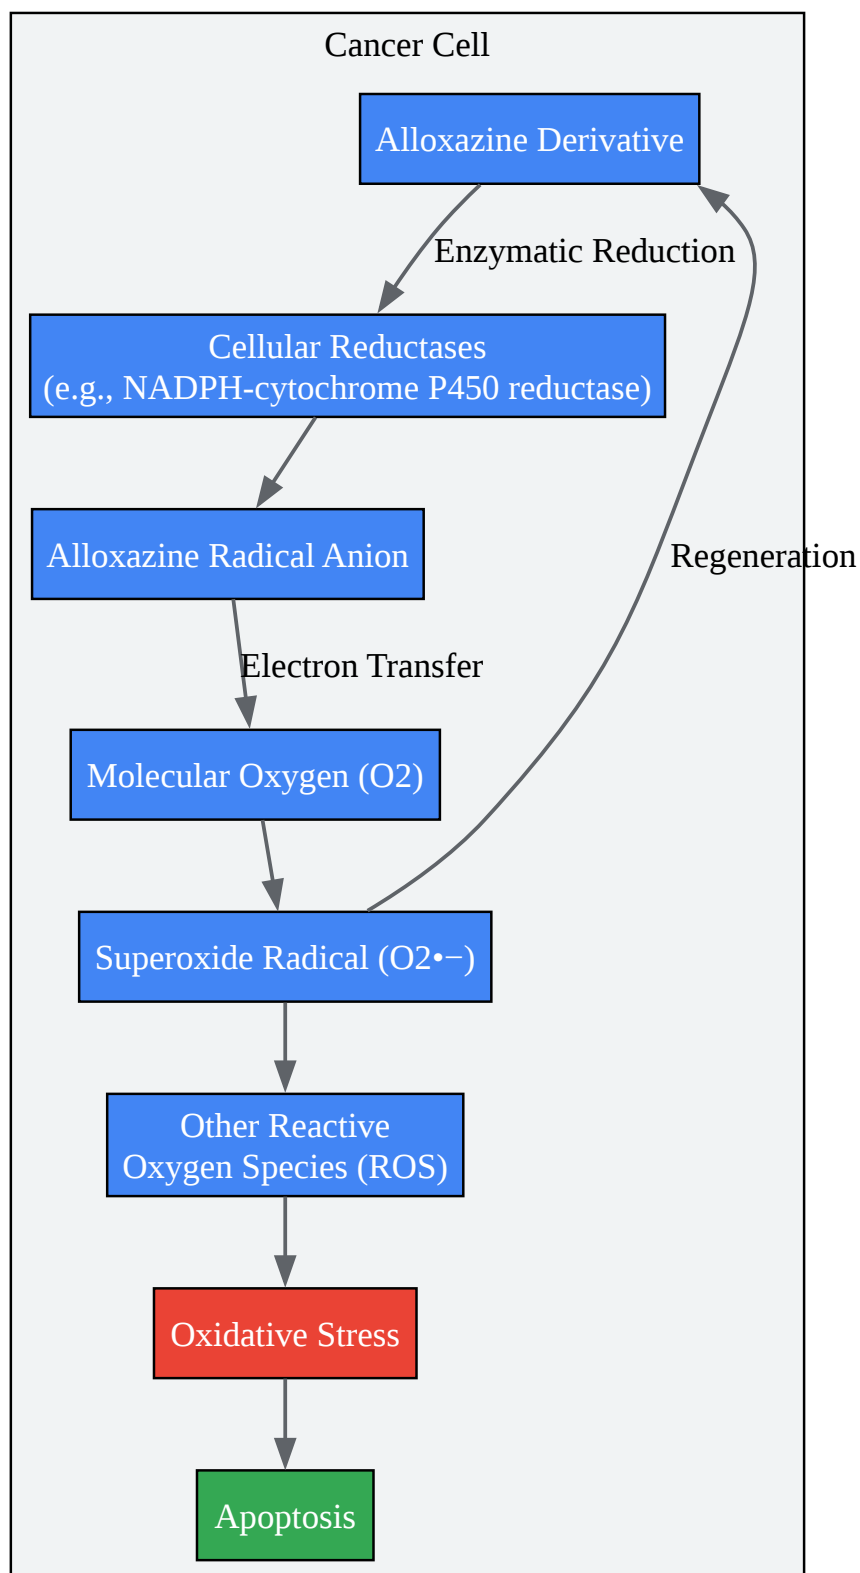 Cancer Cell
Alloxazine Derivative
Enzymatic Reduction
Cellular Reductases
(e.g., NADPH-cytochrome P450 reductase)
Alloxazine Radical Anion
Regeneration
Electron Transfer
Molecular Oxygen (O2)
Superoxide Radical (O2•−)
Other Reactive
Oxygen Species (ROS)
Oxidative Stress
Apoptosis